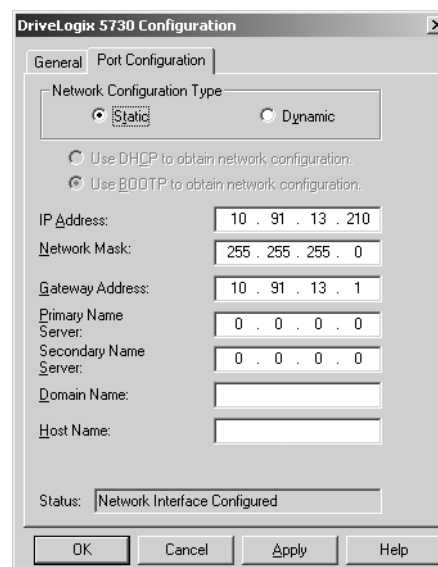 DriveLogix 5730 Configuration
General Port Configuration
Network Configuration Type
Static Dynamic
Use DHCP to obtain network configuration.
Use BOOTP to obtain network configuration.
IP Address: 10 . 91 . 13 . 210
Network Mask: 255 . 255 . 255 . 0
Gateway Address: 10 . 91 . 13 . 1
Primary Name
Server: 0 . 0 . 0 . 0
Secondary Name
Server: 0 . 0 . 0 . 0
Domain Name:
Host Name:
Status: Network Interface Configured
OK Cancel Apply Help